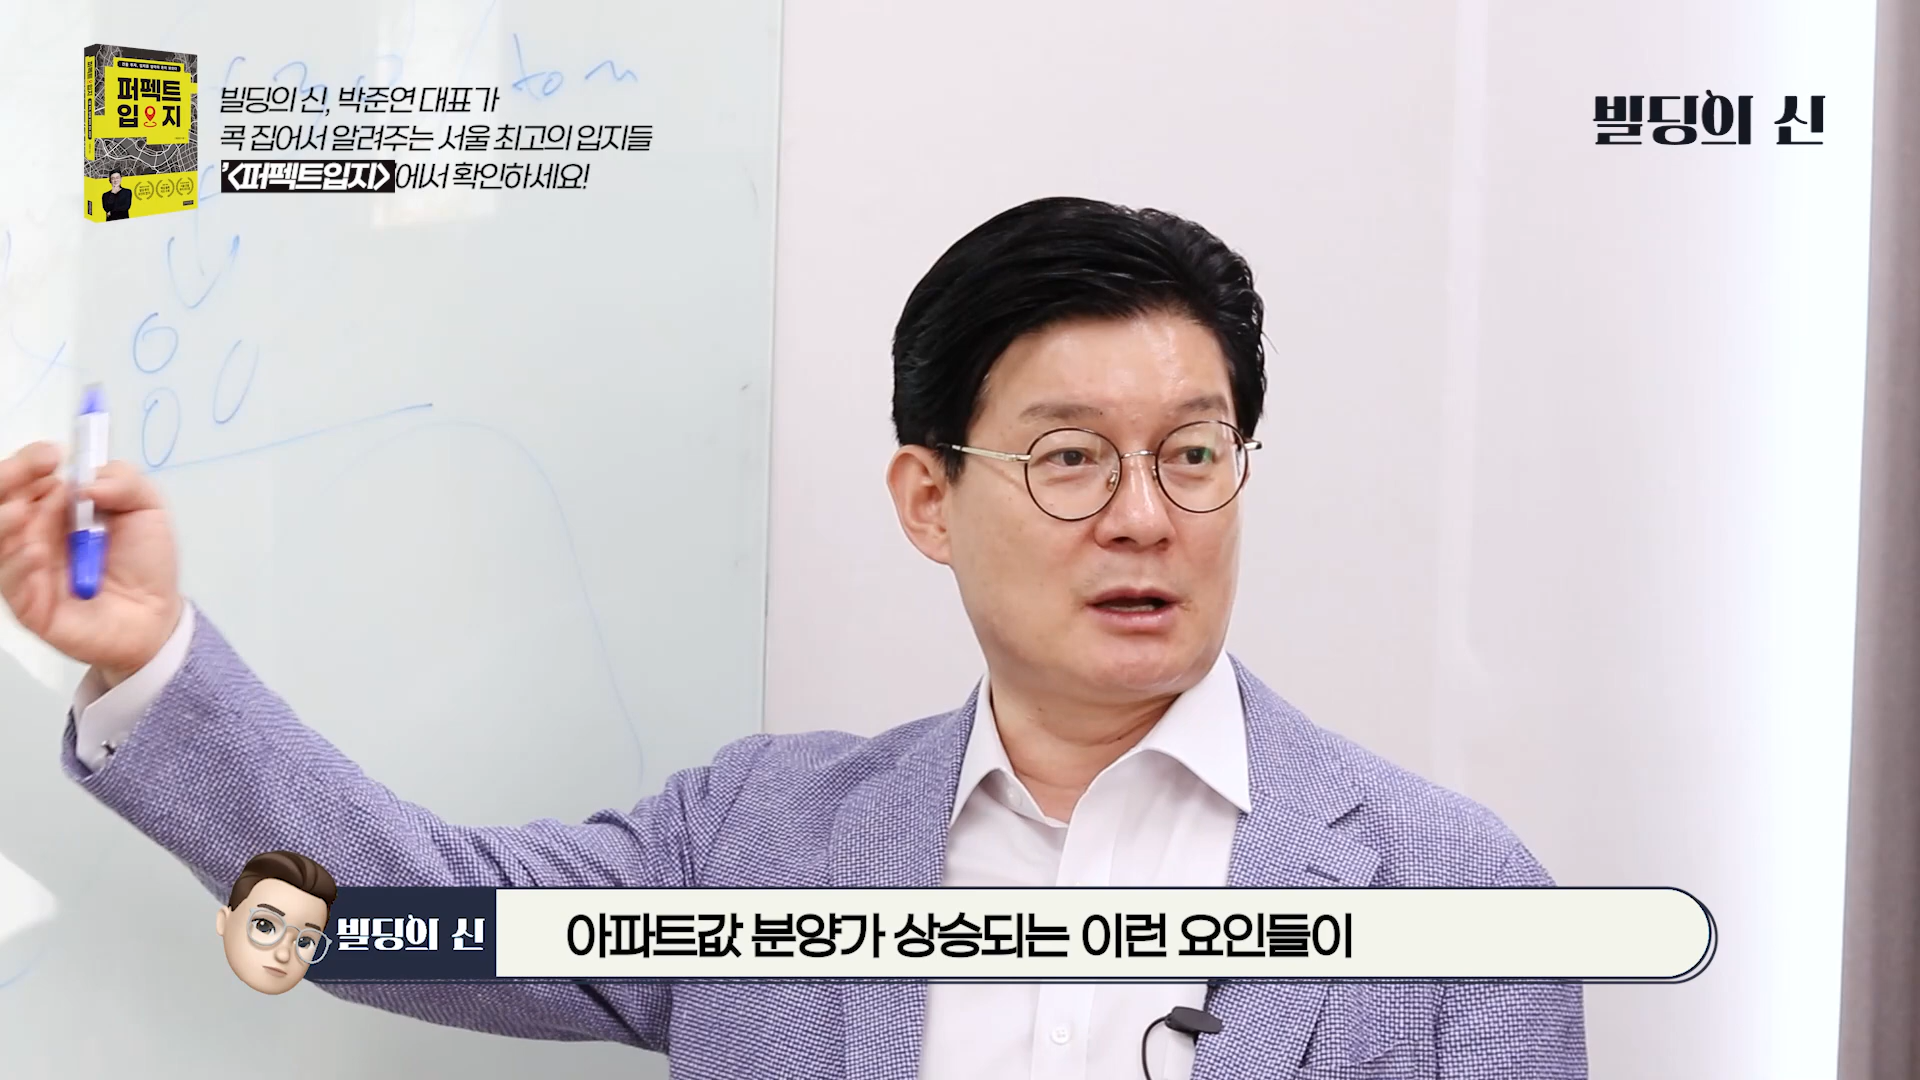 퍼펙트
입지
빌딩의 신, 박준연 대표가
콕 집어서 알려주는 서울 최고의 입지들
'<퍼펙트입지>에서 확인하세요!
빌딩의 신
tom
빌딩의 신
아파트값 분양가 상승되는 이런 요인들이